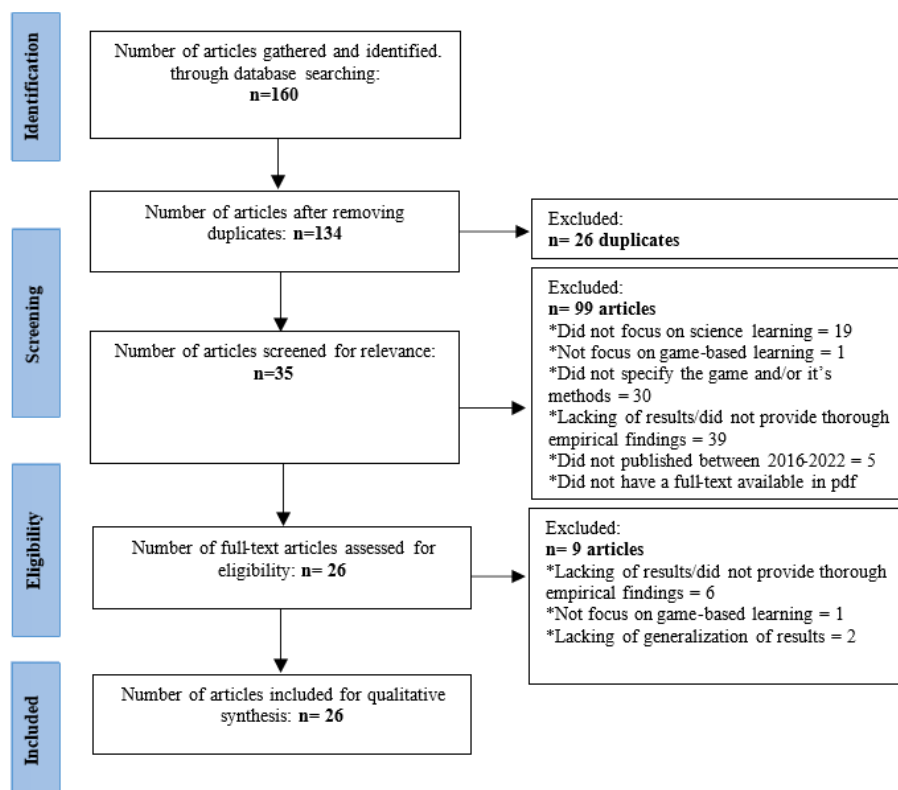 Identification
Number of articles gathered and identified.
through database searching:
n=160
Screening
Number of articles after removing
duplicates: n=134
Excluded:
n= 26 duplicates
Number of articles screened for relevance:
n=35
Excluded:
n= 99 articles
*Did not focus on science learning = 19
*Not focus on game-based learning = 1
*Did not specify the game and/or it's
methods = 30
*Lacking of results/did not provide thorough
empirical findings = 39
*Did not published between 2016-2022 = 5
*Did not have a full-text available in pdf
Eligibility
Number of full-text articles assessed for
eligibility: n= 26
Excluded:
n= 9 articles
*Lacking of results/did not provide thorough
empirical findings = 6
*Not focus on game-based learning = 1
*Lacking of generalization of results = 2
Included
Number of articles included for qualitative
synthesis: n= 26